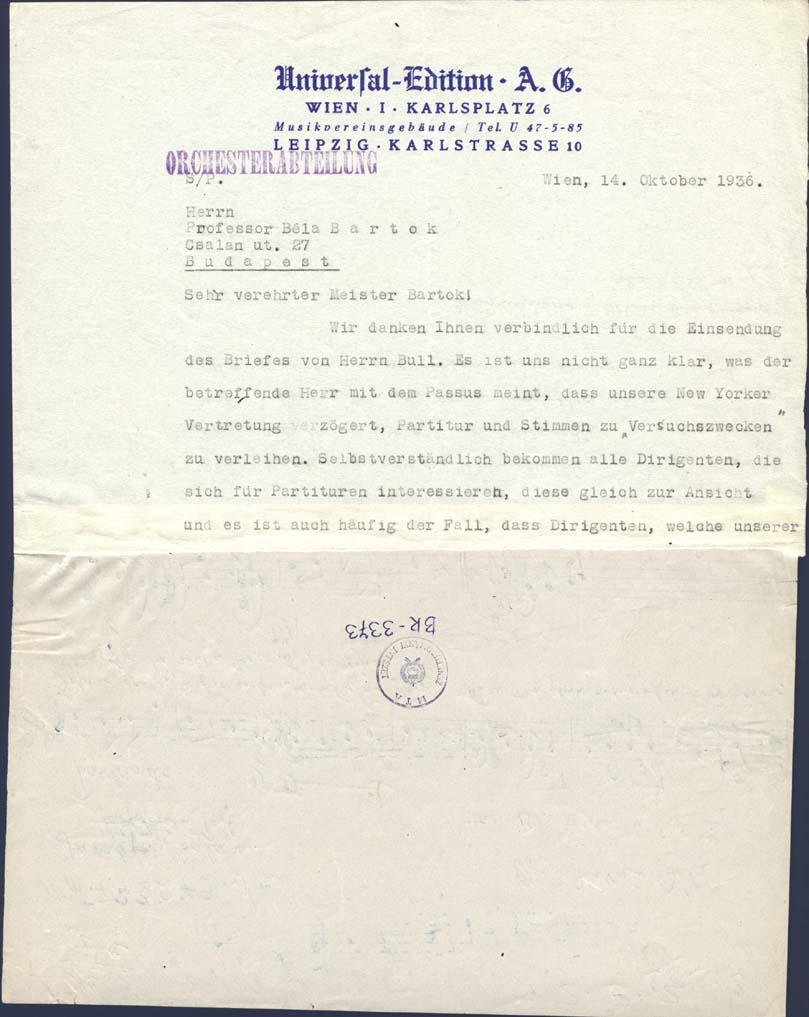 Universal-Edition · A. G.
WIEN · I · KARLSPLATZ 6
Musikvereinsgebäude / Tel. U 47-5-85
LEIPZIG · KARLSTRASSE 10
ORCHESTERABTEILUNG
S/P.
Wien, 14. Oktober 1936.
Herrn
Professor Béla Bartok
Csalan ut. 27
Budapest
Sehr verehrter Meister Bartok!
Wir danken Ihnen verbindlich für die Einsendung
des Briefes von Herrn Bull. Es ist uns nicht ganz klar, was der
betreffende Herr mit dem Passus meint, dass unsere New Yorker
Vertretung verzögert, Partitur und Stimmen zu „Versuchszwecken"
zu verleihen. Selbstverständlich bekommen alle Dirigenten, die
sich für Partituren interessieren, diese gleich zur Ansicht
und es ist auch häufig der Fall, dass Dirigenten, welche unserer
BR-3373
MTA